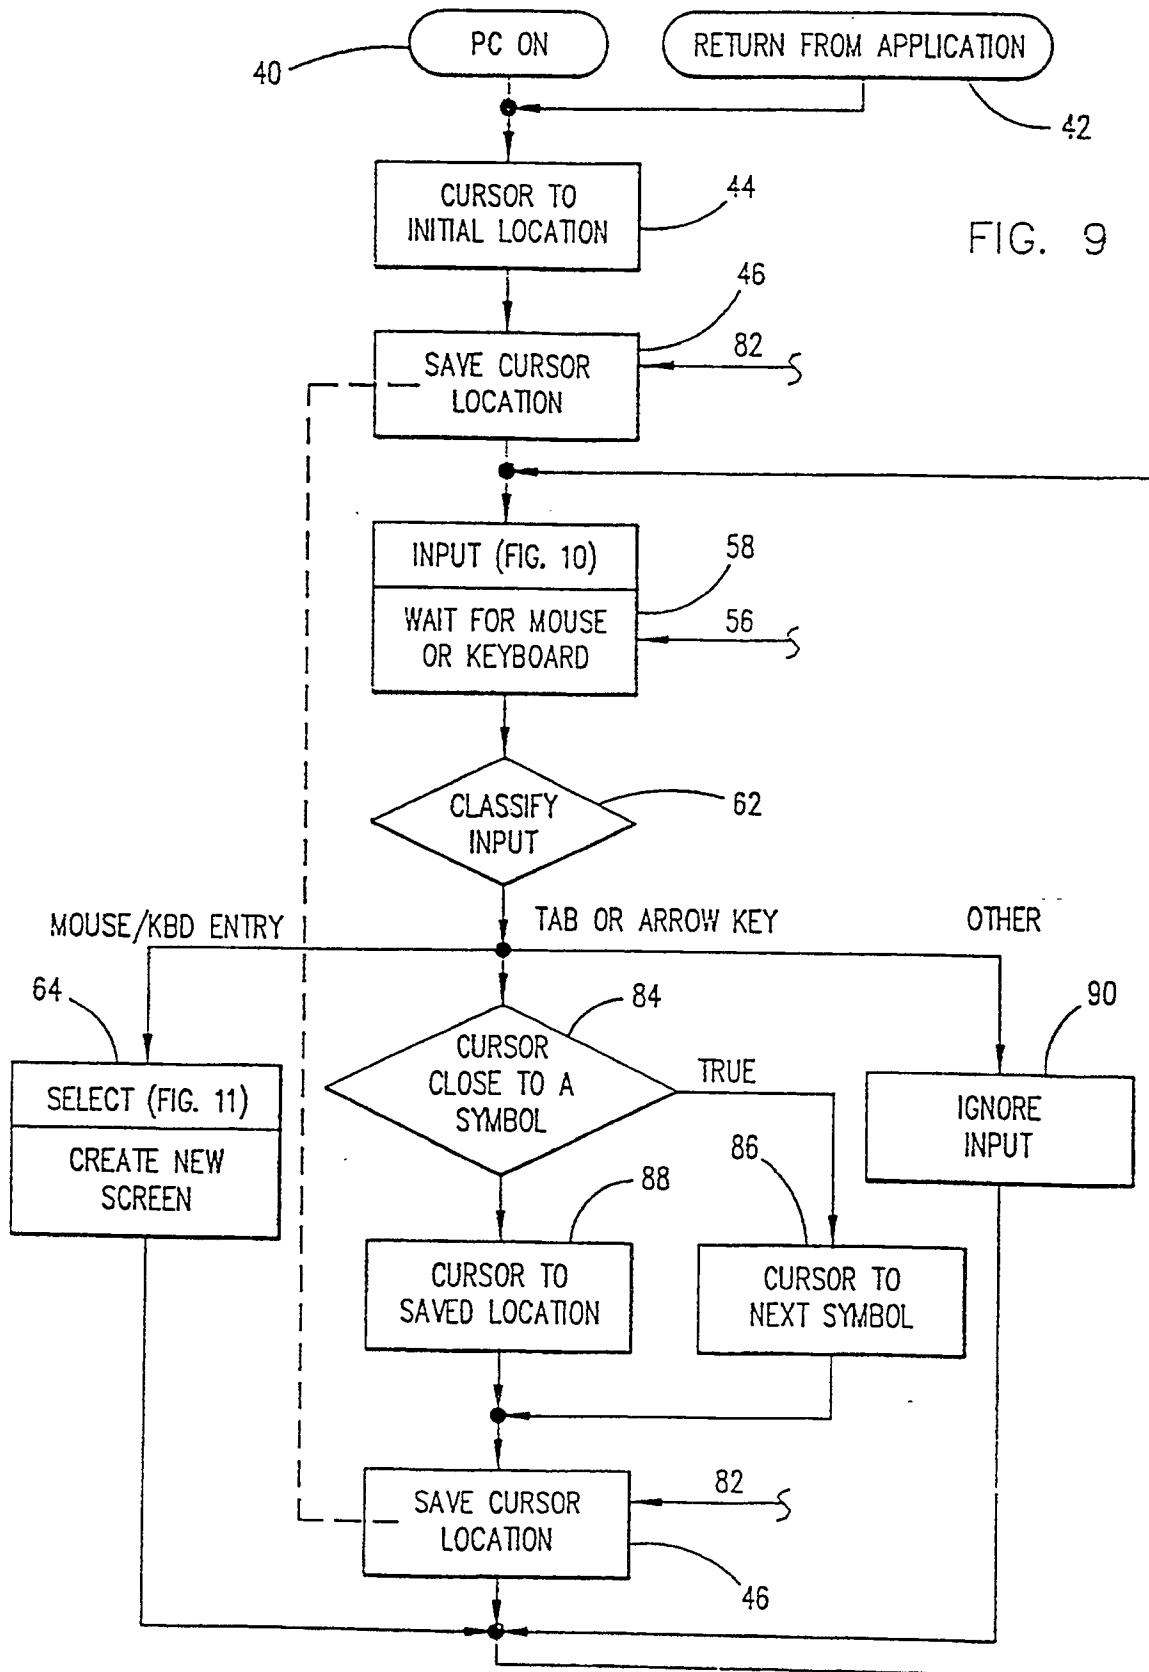 PC ON
RETURN FROM APPLICATION
40
42
CURSOR TO
INITIAL LOCATION
44
FIG. 9
46
SAVE CURSOR
LOCATION
82
INPUT (FIG. 10)
58
WAIT FOR MOUSE
OR KEYBOARD
56
CLASSIFY
INPUT
62
MOUSE/KBD ENTRY
TAB OR ARROW KEY
OTHER
64
84
90
CURSOR
CLOSE TO A
SYMBOL
TRUE
SELECT (FIG. 11)
CREATE NEW
SCREEN
IGNORE
INPUT
88
86
CURSOR TO
SAVED LOCATION
CURSOR TO
NEXT SYMBOL
SAVE CURSOR
LOCATION
82
46